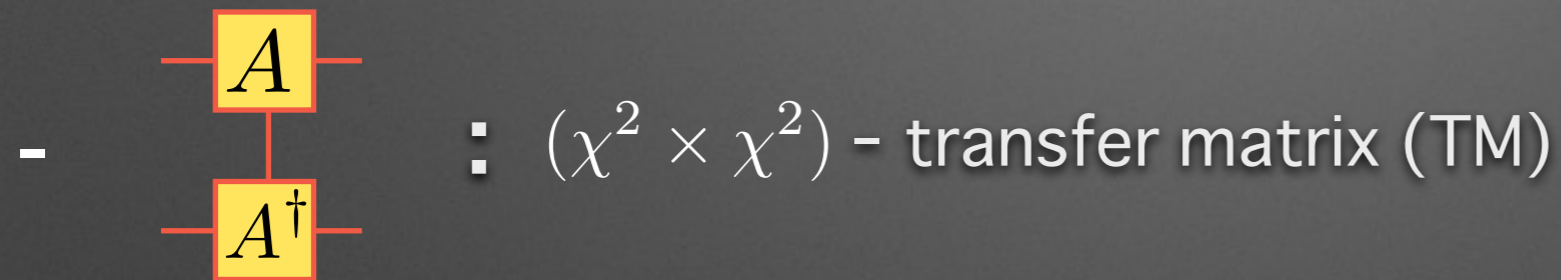 A
- : (χ² × χ²) - transfer matrix (TM)
A†